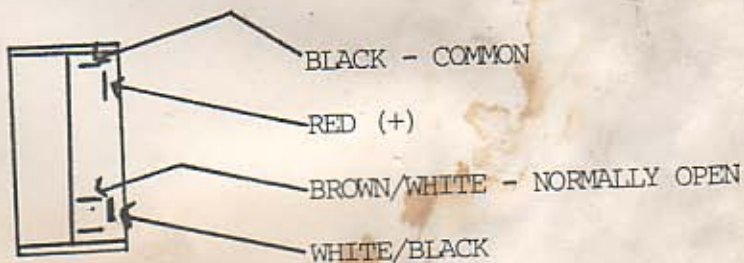 BLACK - COMMON
RED (+)
BROWN/WHITE - NORMALLY OPEN
WHITE/BLACK